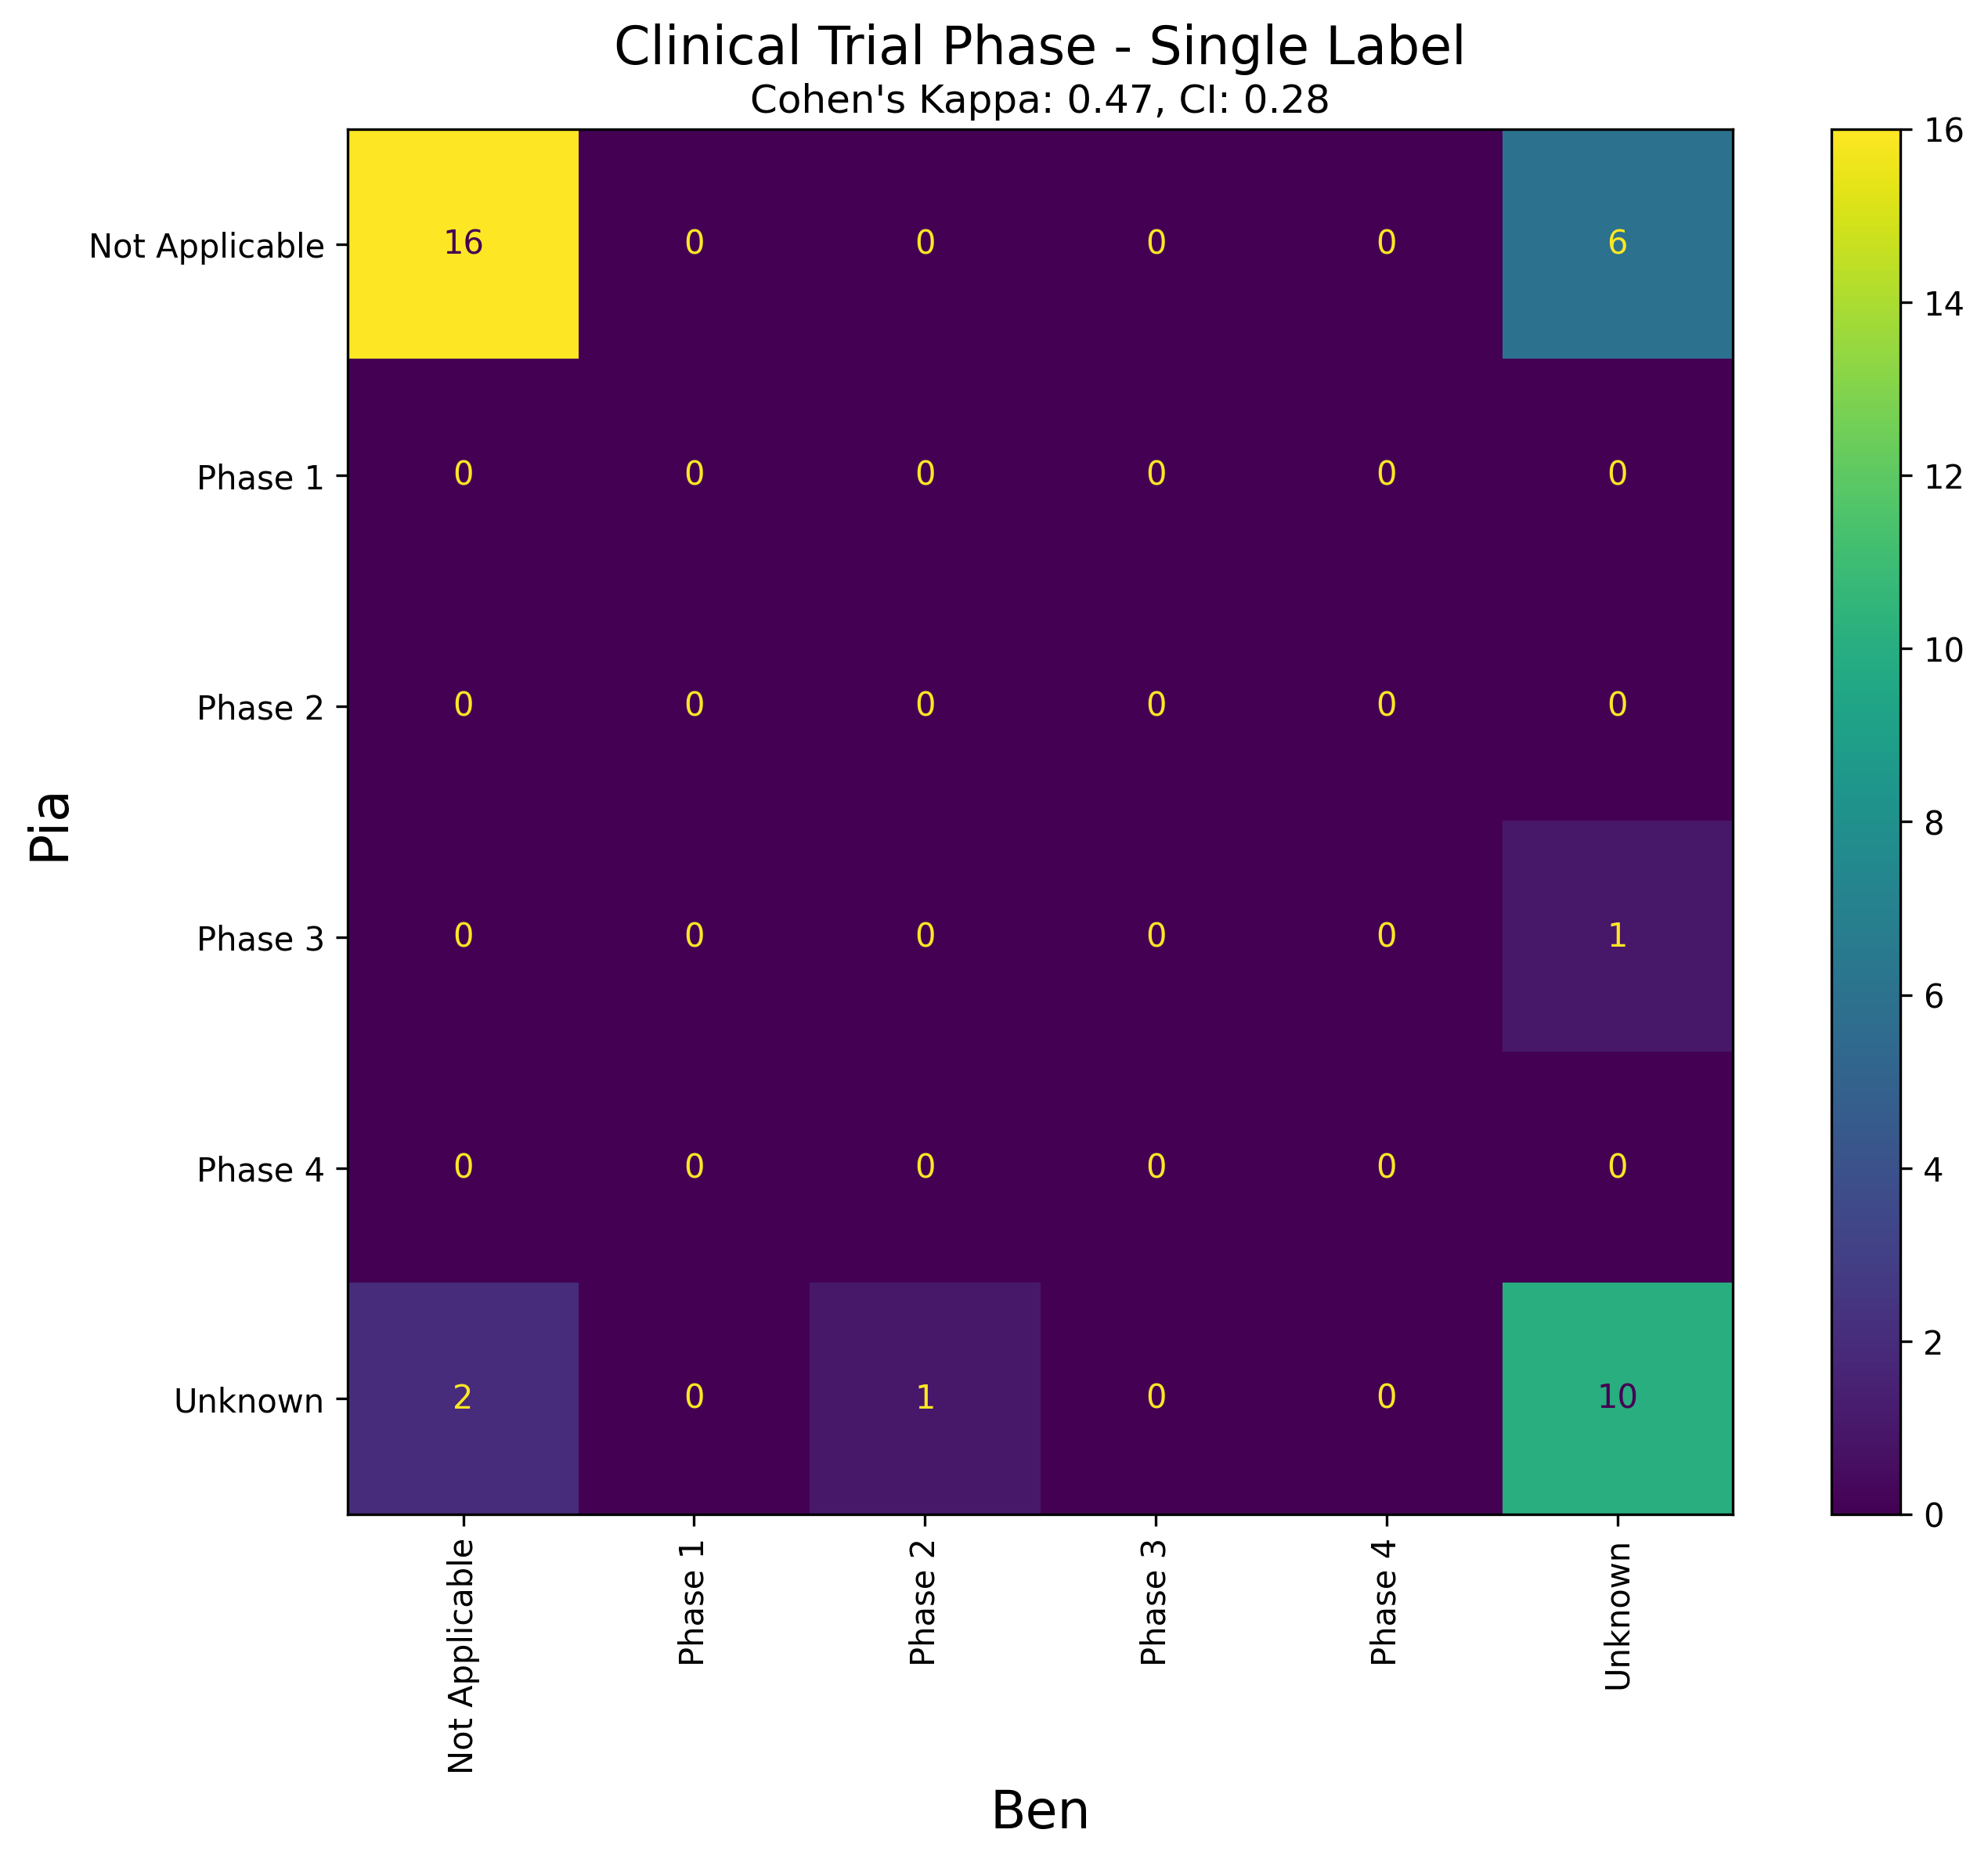 Clinical Trial Phase - Single Label
Cohen's Kappa: 0.47, CI: 0.28
Not Applicable 16 0 0 0 0 6
Phase 1 0 0 0 0 0 0
Phase 2 0 0 0 0 0 0
Phase 3 0 0 0 0 0 1
Phase 4 0 0 0 0 0 0
Unknown 2 0 1 0 0 10
Pia
Not Applicable
Phase 1
Phase 2
Phase 3
Phase 4
Unknown
Ben
16
14
12
10
8
6
4
2
0